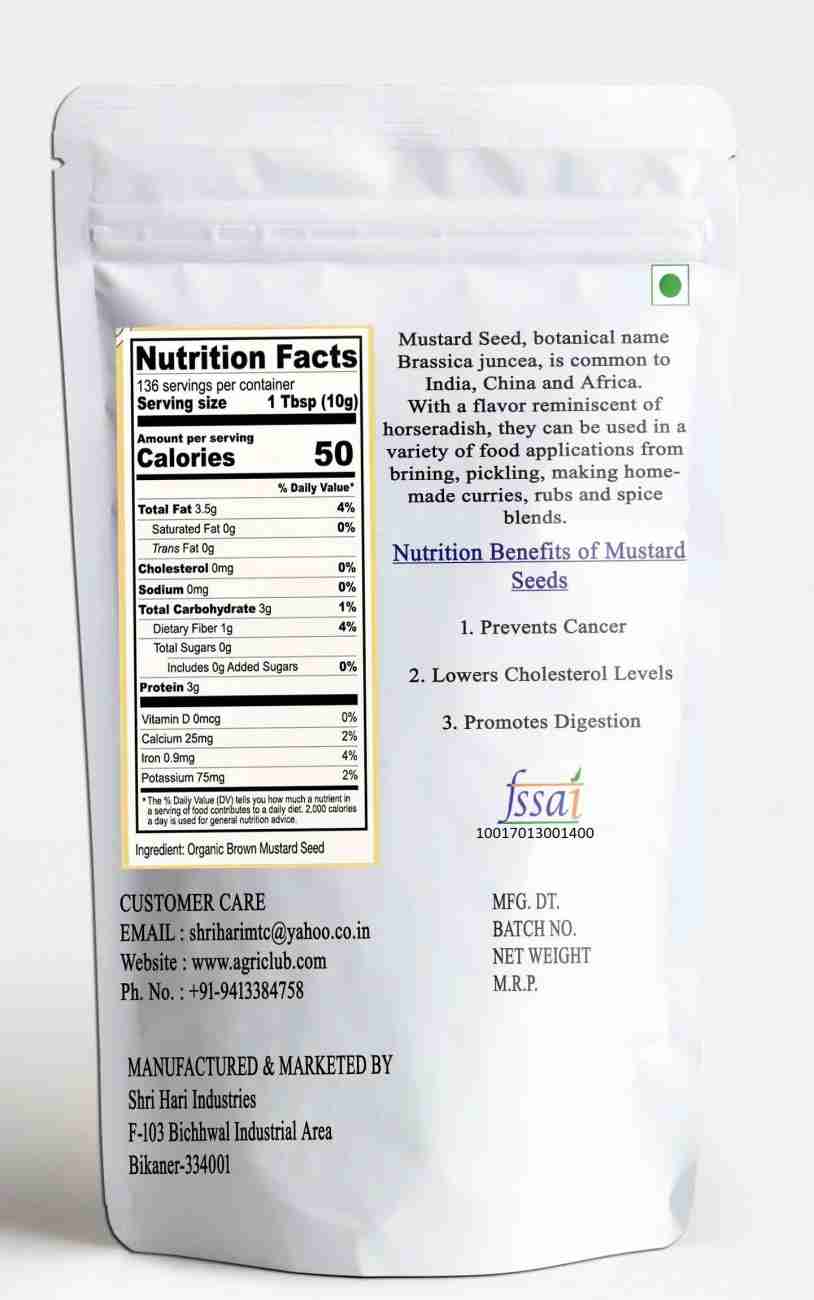 Nutrition Facts
136 servings per container
Serving size 1 Tbsp (10g)
Amount per serving
Calories 50
% Daily Value*
Total Fat 3.5g 4%
Saturated Fat 0g 0%
Trans Fat 0g
Cholesterol 0mg 0%
Sodium 0mg 0%
Total Carbohydrate 3g 1%
Dietary Fiber 1g 4%
Total Sugars 0g
Includes 0g Added Sugars 0%
Protein 3g
Vitamin D 0mcg 0%
Calcium 25mg 2%
Iron 0.9mg 4%
Potassium 75mg 2%
* The % Daily Value (DV) tells you how much a nutrient in
a serving of food contributes to a daily diet. 2,000 calories
a day is used for general nutrition advice.
Ingredient: Organic Brown Mustard Seed
Mustard Seed, botanical name
Brassica juncea, is common to
India, China and Africa.
With a flavor reminiscent of
horseradish, they can be used in a
variety of food applications from
brining, pickling, making home-
made curries, rubs and spice
blends.
Nutrition Benefits of Mustard
Seeds
1. Prevents Cancer
2. Lowers Cholesterol Levels
3. Promotes Digestion
fssai
10017013001400
CUSTOMER CARE
EMAIL : shriharimtc@yahoo.co.in
Website : www.agriclub.com
Ph. No. : +91-9413384758
MFG. DT.
BATCH NO.
NET WEIGHT
M.R.P.
MANUFACTURED & MARKETED BY
Shri Hari Industries
F-103 Bichhwal Industrial Area
Bikaner-334001